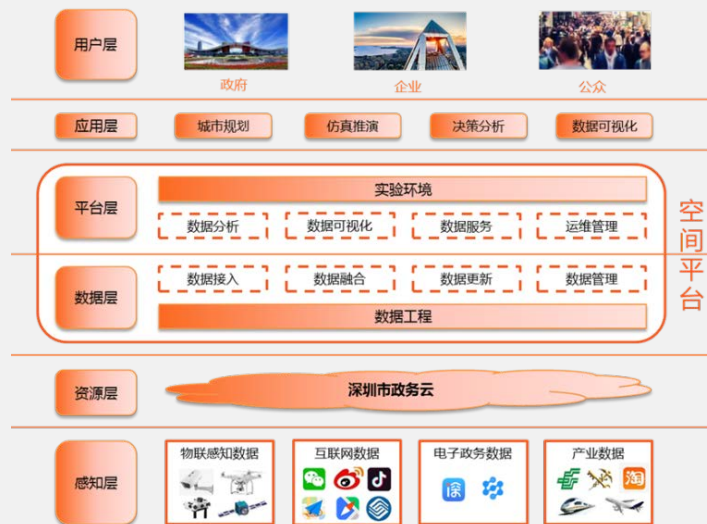 用户层
政府
企业
公众
应用层
城市规划
仿真推演
决策分析
数据可视化
平台层
实验环境
数据分析
数据可视化
数据服务
运维管理
空间平台
数据层
数据接入
数据融合
数据更新
数据管理
数据工程
资源层
深圳市政务云
感知层
物联感知数据
互联网数据
电子政务数据
产业数据
深
淘